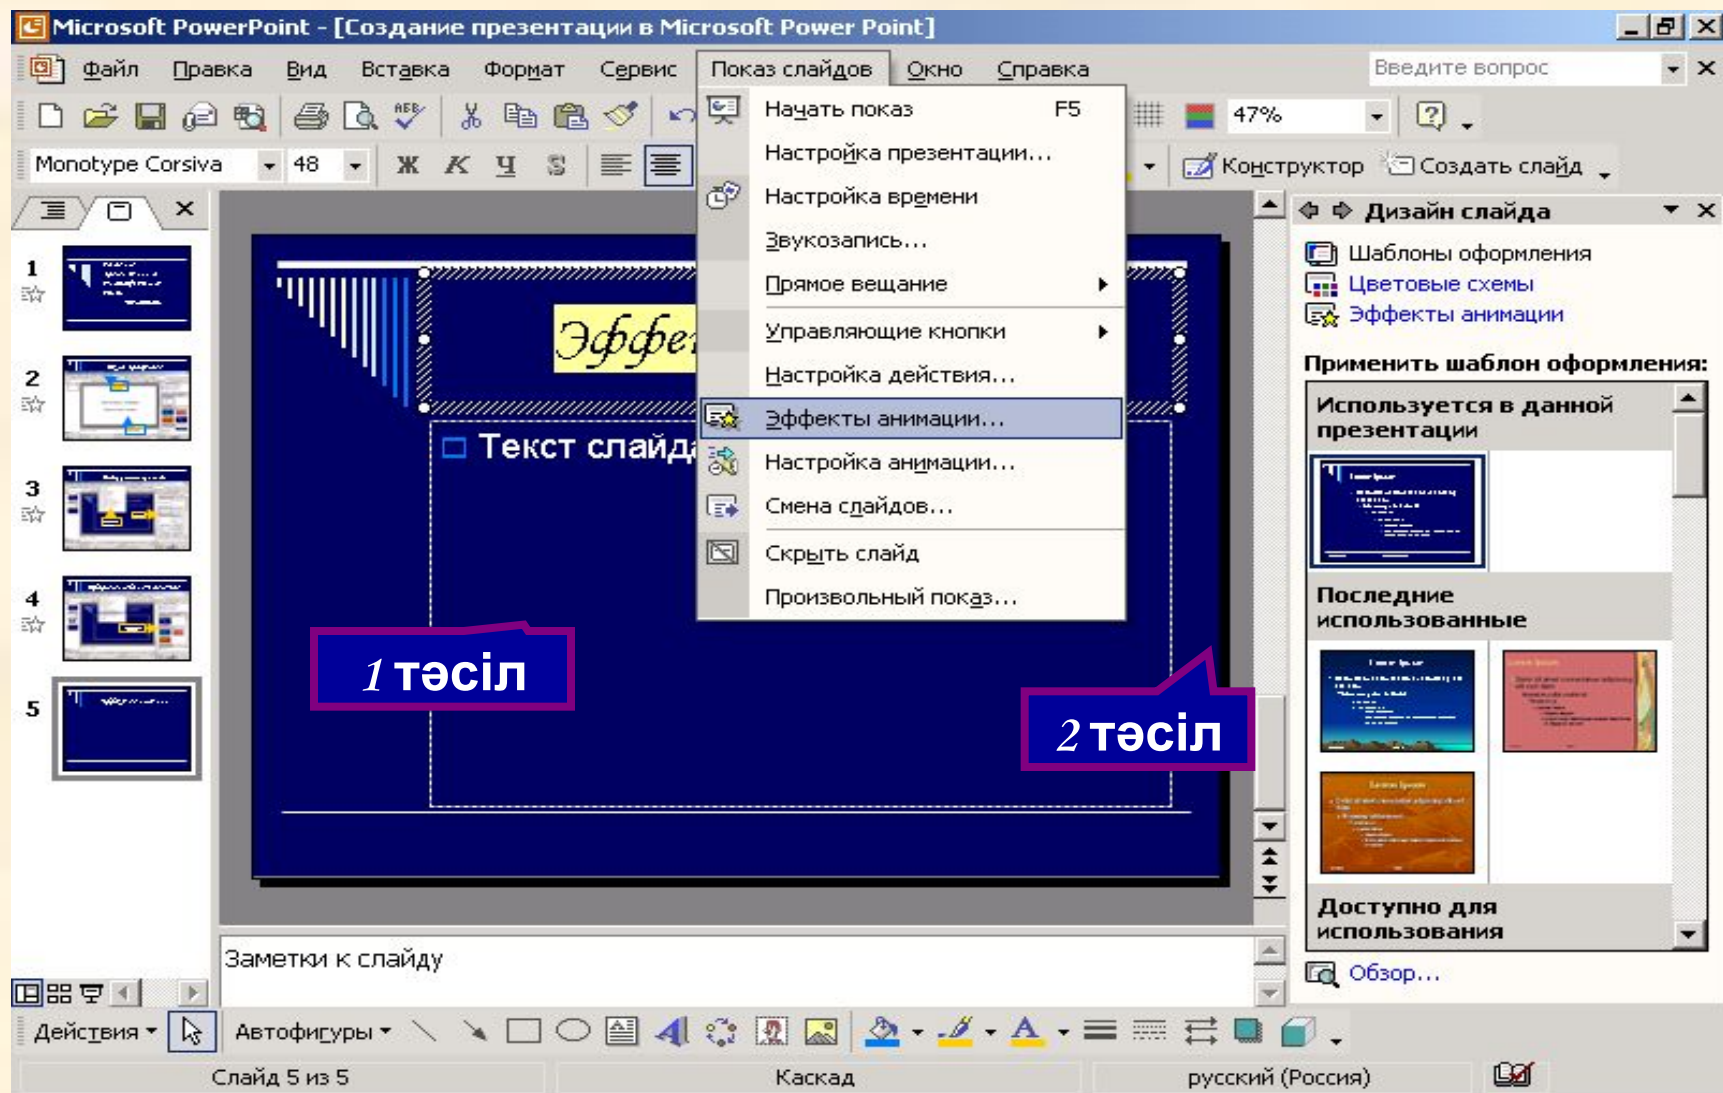 Microsoft PowerPoint - [Создание презентации в Microsoft Power Point]
Файл Правка Вид Вставка Формат Сервис Показ слайдов Окно Справка Введите вопрос
47%
Monotype Corsiva 48 Ж К Ч S Конструктор Создать слайд
Начать показ F5
Настройка презентации...
Настройка времени
Звукозапись...
Прямое вещание
Управляющие кнопки
Настройка действия...
Эффекты анимации...
Настройка анимации...
Смена слайдов...
Скрыть слайд
Произвольный показ...
1
2
3
4
5
Текст слайда
1 тәсіл
2 тәсіл
Дизайн слайда
Шаблоны оформления
Цветовые схемы
Эффекты анимации
Применить шаблон оформления:
Используется в данной
презентации
Последние
использованные
Доступно для
использования
Обзор...
Заметки к слайду
Действия Автофигуры
Слайд 5 из 5 Каскад русский (Россия)